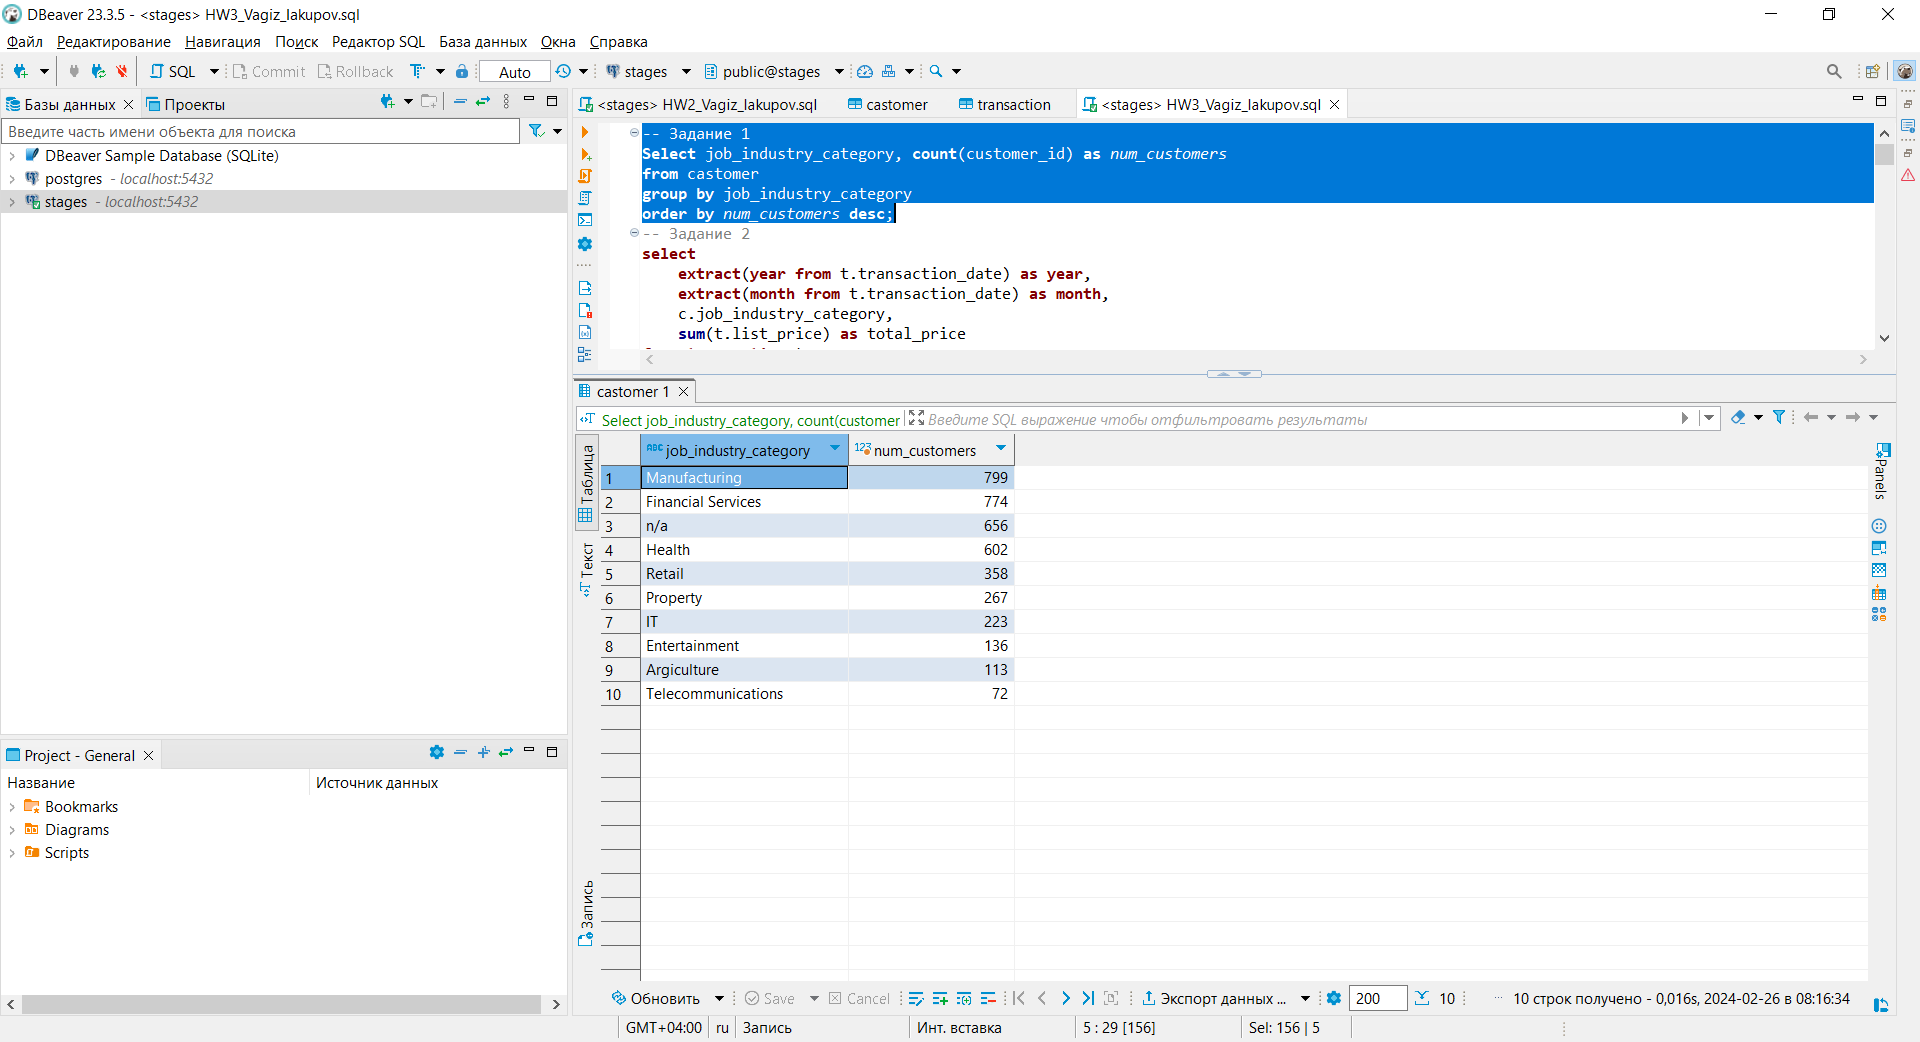 DBeaver 23.3.5 - <stages> HW3_Vagiz_Iakupov.sql
Файл Редактирование Навигация Поиск Редактор SQL База данных Окна Справка
SQL Commit Rollback Auto stages public@stages
Базы данных Проекты
Введите часть имени объекта для поиска
DBeaver Sample Database (SQLite)
postgres - localhost:5432
stages - localhost:5432
<stages> HW2_Vagiz_Iakupov.sql castomer transaction <stages> HW3_Vagiz_Iakupov.sql
-- Задание 1
Select job_industry_category, count(customer_id) as num_customers
from castomer
group by job_industry_category
order by num_customers desc;
-- Задание 2
select
extract(year from t.transaction_date) as year,
extract(month from t.transaction_date) as month,
c.job_industry_category,
sum(t.list_price) as total_price
castomer 1
Select job_industry_category, count(customer Введите SQL выражение чтобы отфильтровать результаты
Таблица
Текст
Запись
ABC job_industry_category 123 num_customers
1 Manufacturing 799
2 Financial Services 774
3 n/a 656
4 Health 602
5 Retail 358
6 Property 267
7 IT 223
8 Entertainment 136
9 Argiculture 113
10 Telecommunications 72
Panels
Project - General
Название Источник данных
Bookmarks
Diagrams
Scripts
Обновить Save Cancel Экспорт данных ... 200 10 10 строк получено - 0,016s, 2024-02-26 в 08:16:34
GMT+04:00 ru Запись Инт. вставка 5 : 29 [156] Sel: 156 | 5